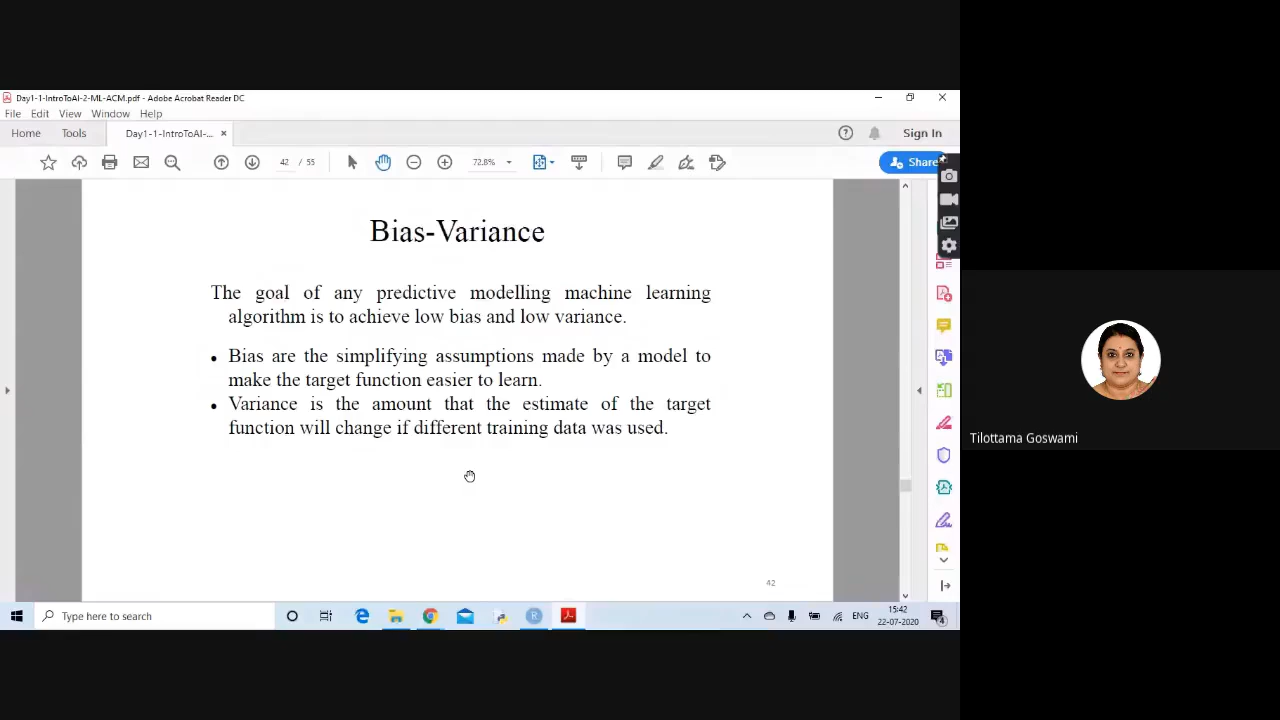 Day1-1-IntroToAI-2-ML-ACM.pdf - Adobe Acrobat Reader DC
File Edit View Window Help
Home Tools Day1-1-IntroToAI-... × Sign In
42 / 55 72.8% Share
Bias-Variance
The goal of any predictive modelling machine learning
algorithm is to achieve low bias and low variance.
• Bias are the simplifying assumptions made by a model to
make the target function easier to learn.
• Variance is the amount that the estimate of the target
function will change if different training data was used.
42
Tilottama Goswami
Type here to search
ENG
15:42
22-07-2020
4